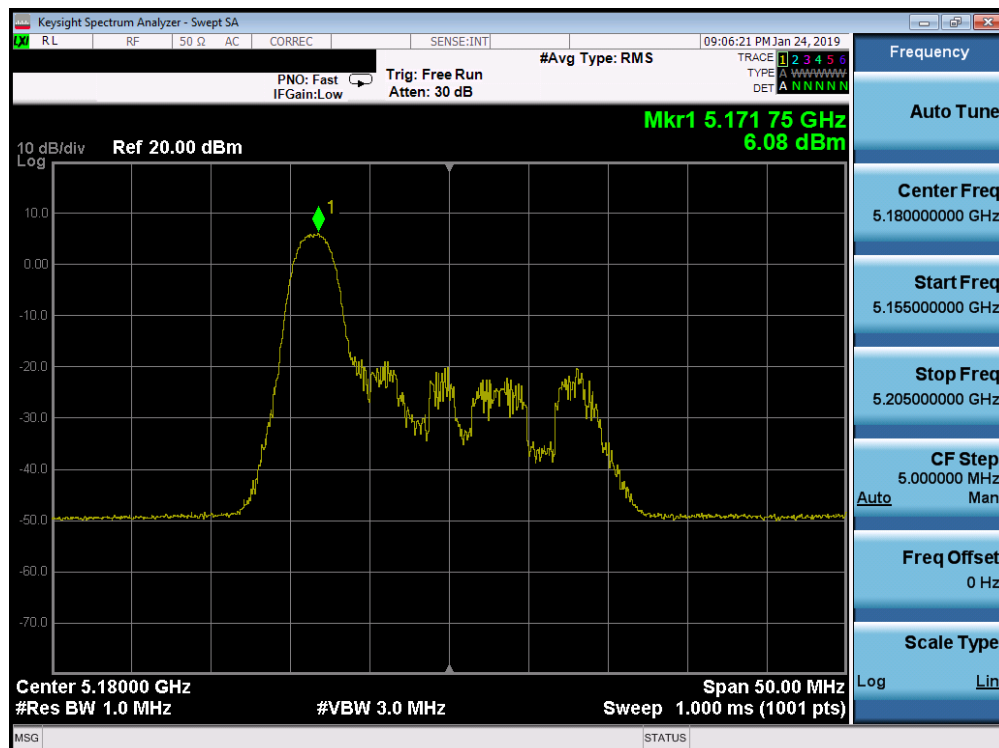 Keysight Spectrum Analyzer - Swept SA
LXI RL RF 50 Ω AC CORREC SENSE:INT 09:06:21 PM Jan 24, 2019
#Avg Type: RMS TRACE 1 2 3 4 5 6
PNO: Fast Trig: Free Run TYPE A WWWWW
IFGain:Low Atten: 30 dB DET A N N N N N
Mkr1 5.171 75 GHz
6.08 dBm
10 dB/div Ref 20.00 dBm
Log
1
10.0
0.00
-10.0
-20.0
-30.0
-40.0
-50.0
-60.0
-70.0
Center 5.18000 GHz Span 50.00 MHz
#Res BW 1.0 MHz #VBW 3.0 MHz Sweep 1.000 ms (1001 pts)
MSG STATUS
Frequency
Auto Tune
Center Freq
5.180000000 GHz
Start Freq
5.155000000 GHz
Stop Freq
5.205000000 GHz
CF Step
5.000000 MHz
Auto Man
Freq Offset
0 Hz
Scale Type
Log Lin